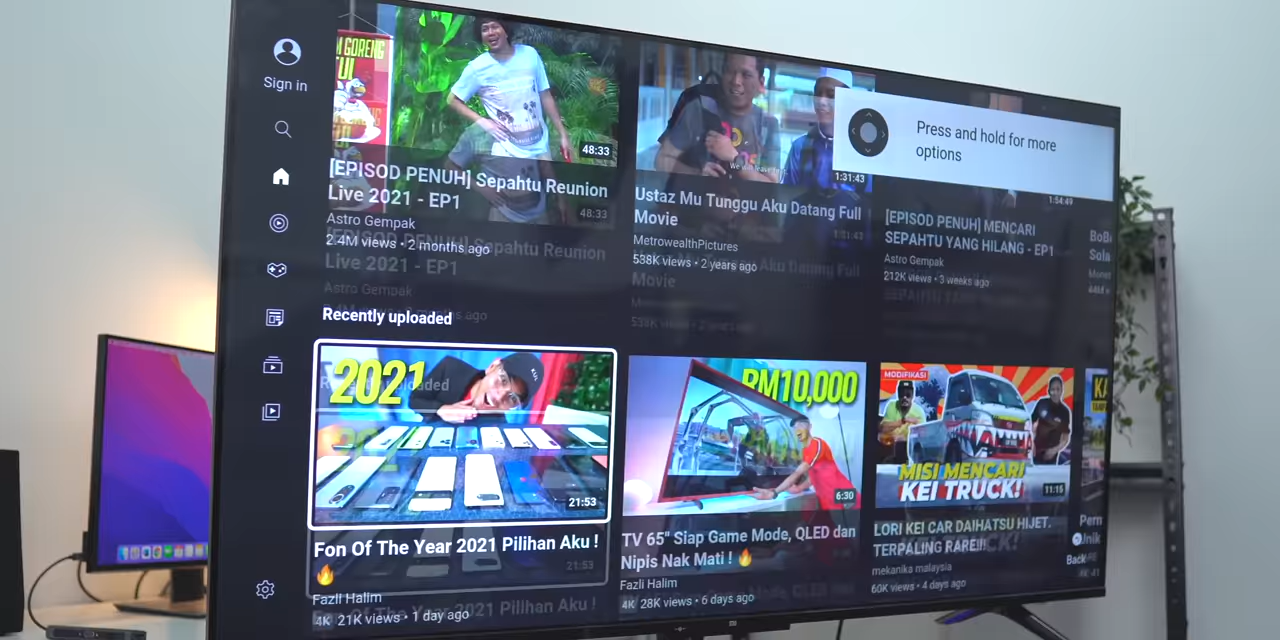 Sign in
M GORENG
UI
48:33
[EPISOD PENUH] Sepahtu Reunion
Live 2021 - EP1
Astro Gempak
2.4M views • 2 months ago
1:31:43
Ustaz Mu Tunggu Aku Datang Full
Movie
MetrowealthPictures
538K views • 2 years ago
Press and hold for more
options
1:54:49
[EPISOD PENUH] MENCARI
SEPAHTU YANG HILANG - EP1
Astro Gempak
212K views • 3 weeks ago
Recently uploaded
2021
21:53
Fon Of The Year 2021 Pilihan Aku ! 🔥
Fazli Halim
4K 21K views • 1 day ago
RM10,000
6:30
TV 65" Siap Game Mode, QLED dan
Nipis Nak Mati ! 🔥
Fazli Halim
4K 28K views • 6 days ago
MODIFIKASI
MISI MENCARI
KEI TRUCK!
11:15
LORI KEI CAR DAIHATSU HIJET.
TERPALING RARE!!!
mekanika malaysia
60K views • 4 days ago
Back